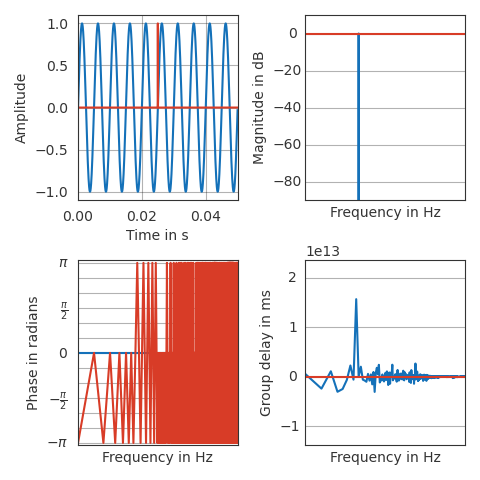 1.0
0.5
0.0
−0.5
−1.0
Amplitude
0.00 0.02 0.04
Time in s
0
−20
−40
−60
−80
Magnitude in dB
Frequency in Hz
π
π/2
0
−π/2
−π
Phase in radians
Frequency in Hz
1e13
2
1
0
−1
Group delay in ms
Frequency in Hz